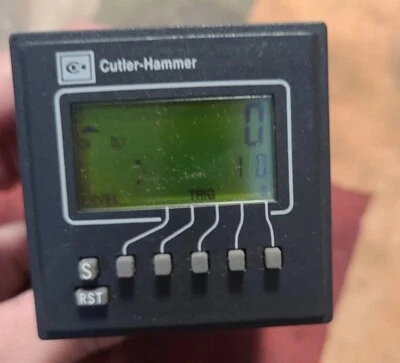 Cutler-Hammer
0
10
TRIG
S
RST